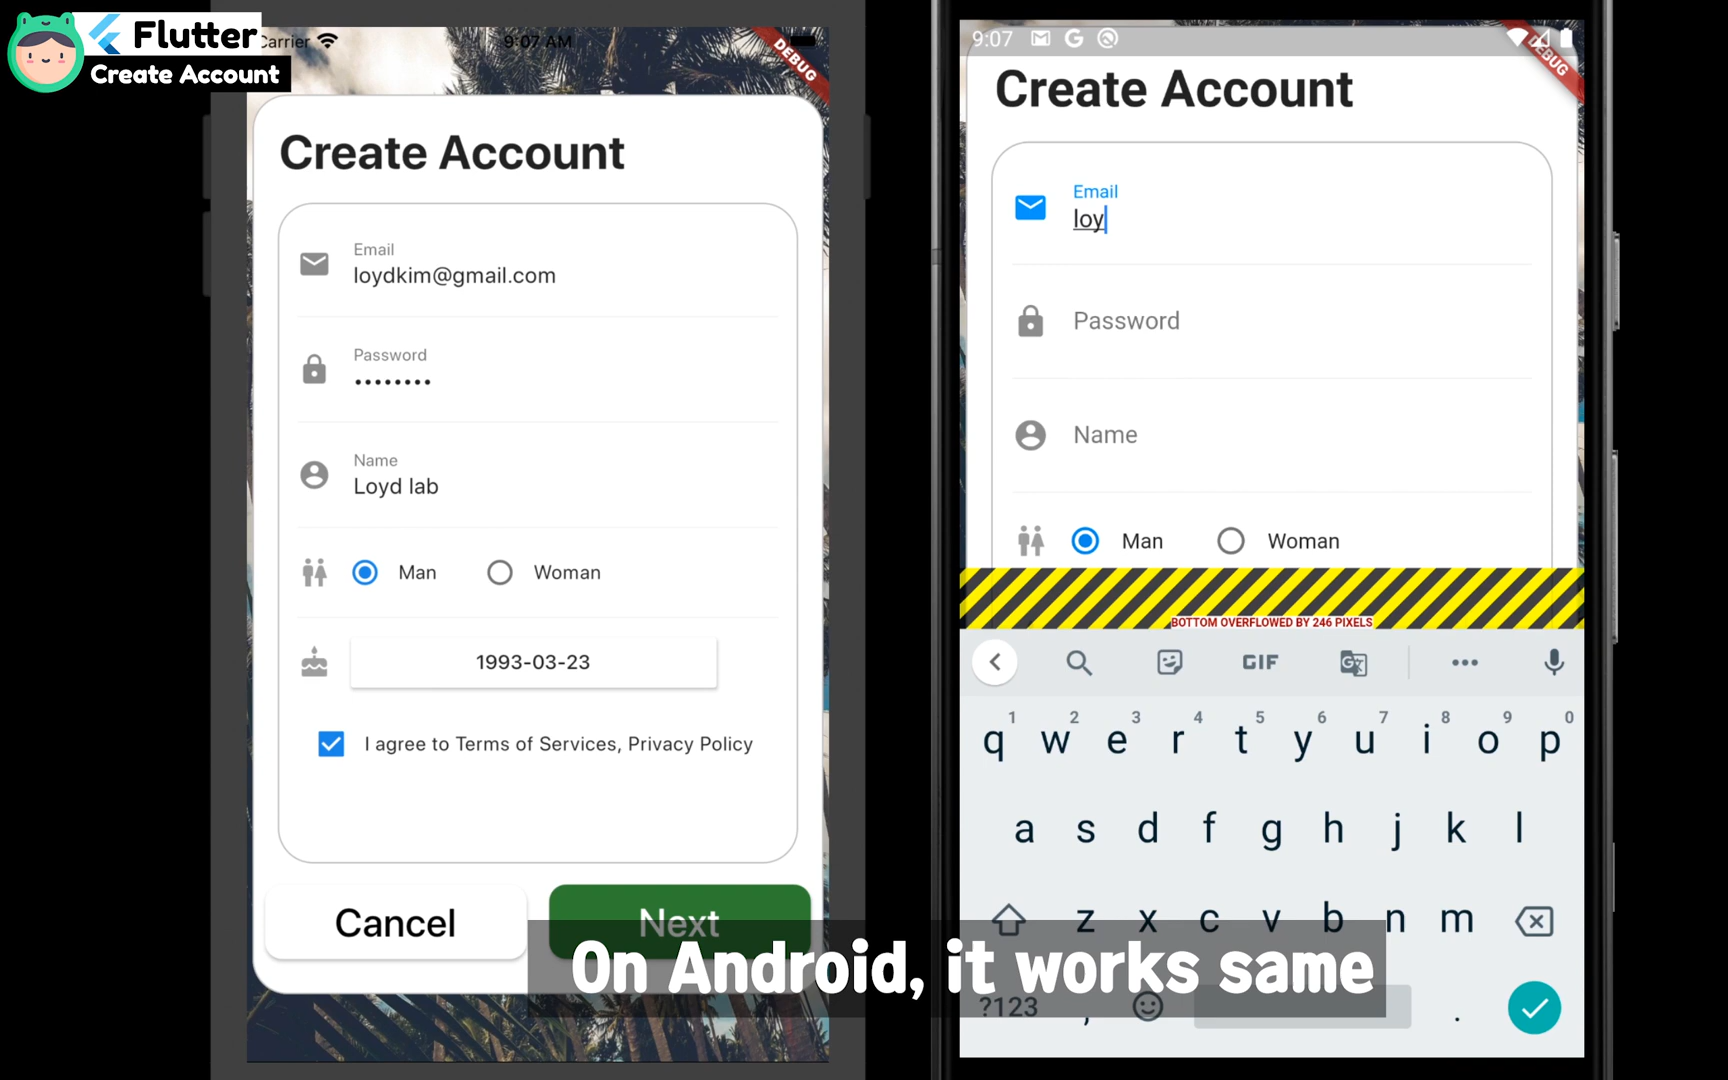 Flutter
Create Account
Carrier
9:07 AM
DEBUG
Create Account
Email
loydkim@gmail.com
Password
••••••••
Name
Loyd lab
Man
Woman
1993-03-23
I agree to Terms of Services, Privacy Policy
Cancel
Next
9:07
DEBUG
Create Account
Email
loy
Password
Name
Man
Woman
BOTTOM OVERFLOWED BY 246 PIXELS
GIF
1 2 3 4 5 6 7 8 9 0
q w e r t y u i o p
a s d f g h j k l
z x c v b n m
On Android, it works same
?123 , .